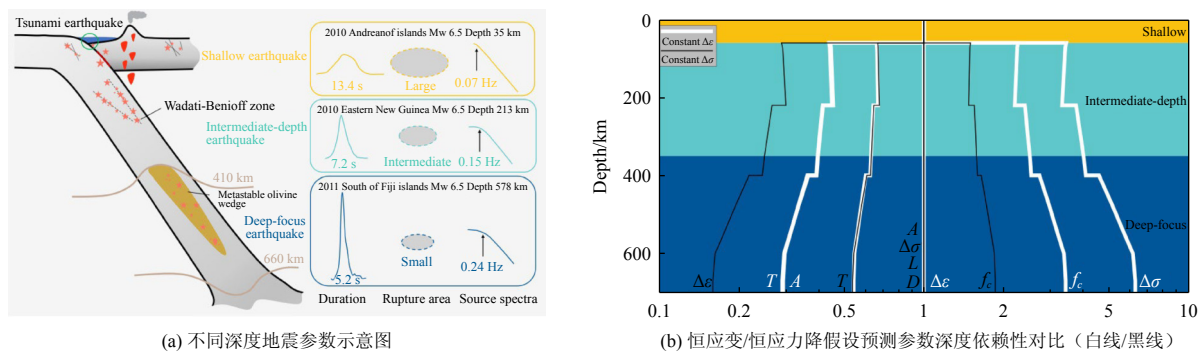 Tsunami earthquake
Shallow earthquake
Wadati-Benioff zone
Intermediate-depth
earthquake
410 km
Metastable olivine
wedge
Deep-focus
earthquake
660 km
2010 Andreanof islands Mw 6.5 Depth 35 km
13.4 s
Large
0.07 Hz
2010 Eastern New Guinea Mw 6.5 Depth 213 km
7.2 s
Intermediate
0.15 Hz
2011 South of Fiji islands Mw 6.5 Depth 578 km
5.2 s
Small
0.24 Hz
Duration Rupture area Source spectra
(a) 不同深度地震参数示意图
Depth/km
0
200
400
600
Constant Δε
Constant Δσ
Shallow
Intermediate-depth
Deep-focus
A
Δσ
L
Δε T A T D Δε f_c f_c Δσ
0.1 0.2 0.5 1 2 5 10
(b) 恒应变/恒应力降假设预测参数深度依赖性对比（白线/黑线）